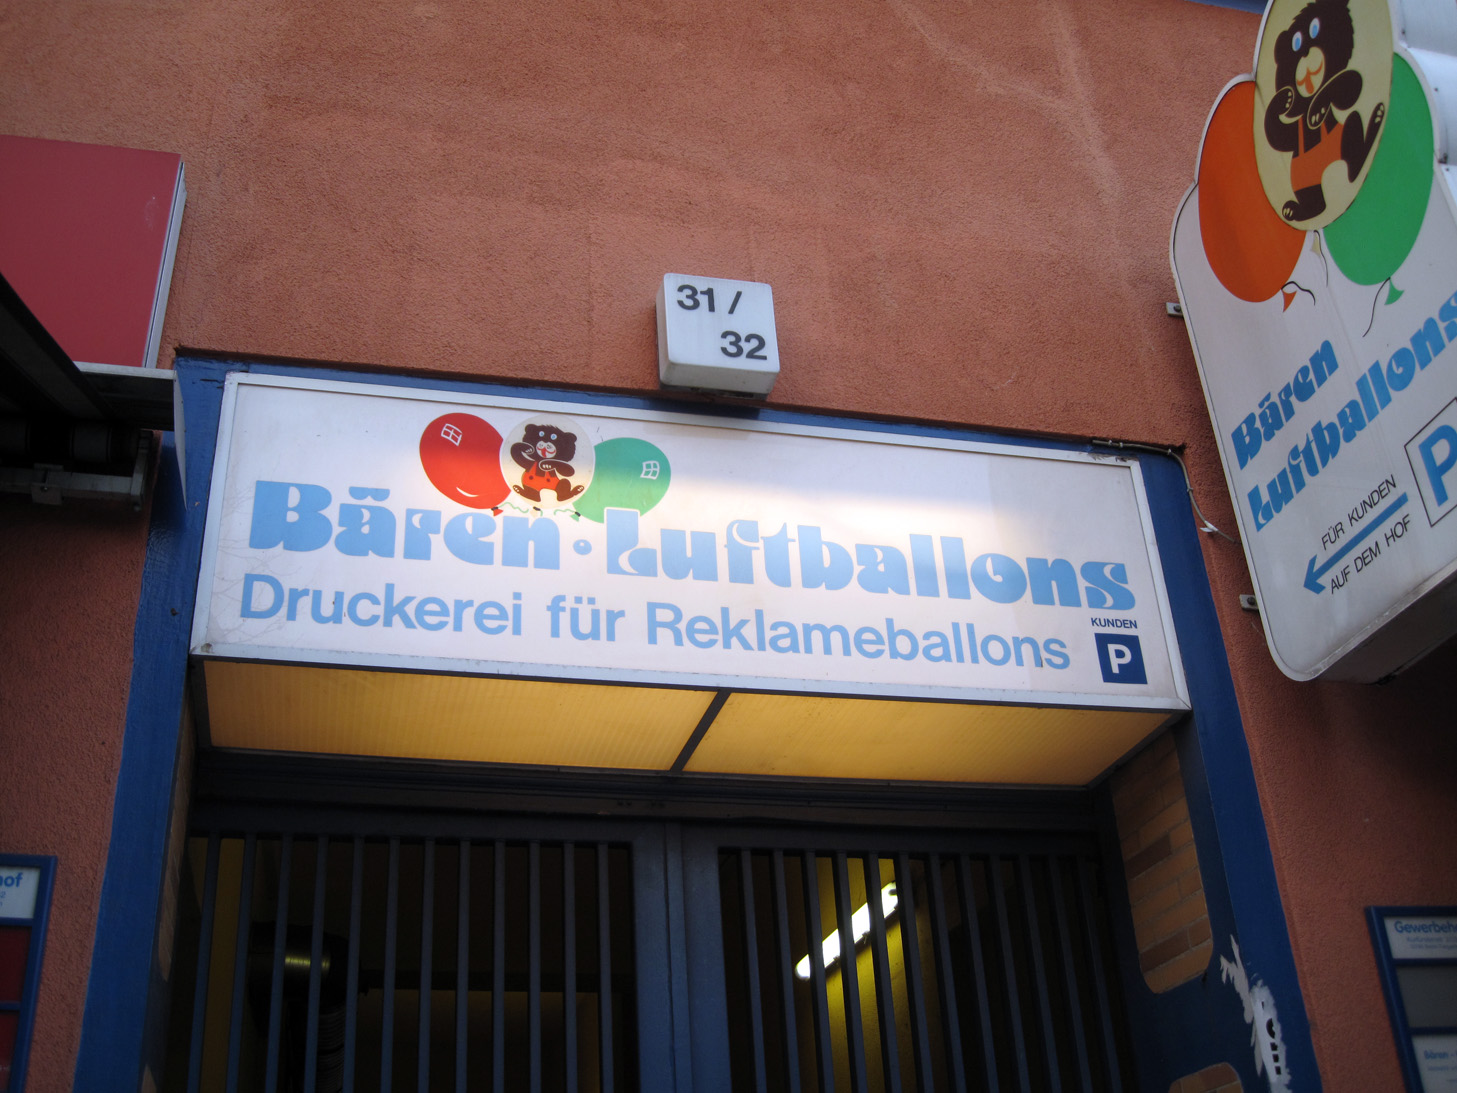 31 /
32
Bären • Luftballons
Druckerei für Reklameballons
KUNDEN
P
Bären
Luftballons
P
FÜR KUNDEN
AUF DEM HOF